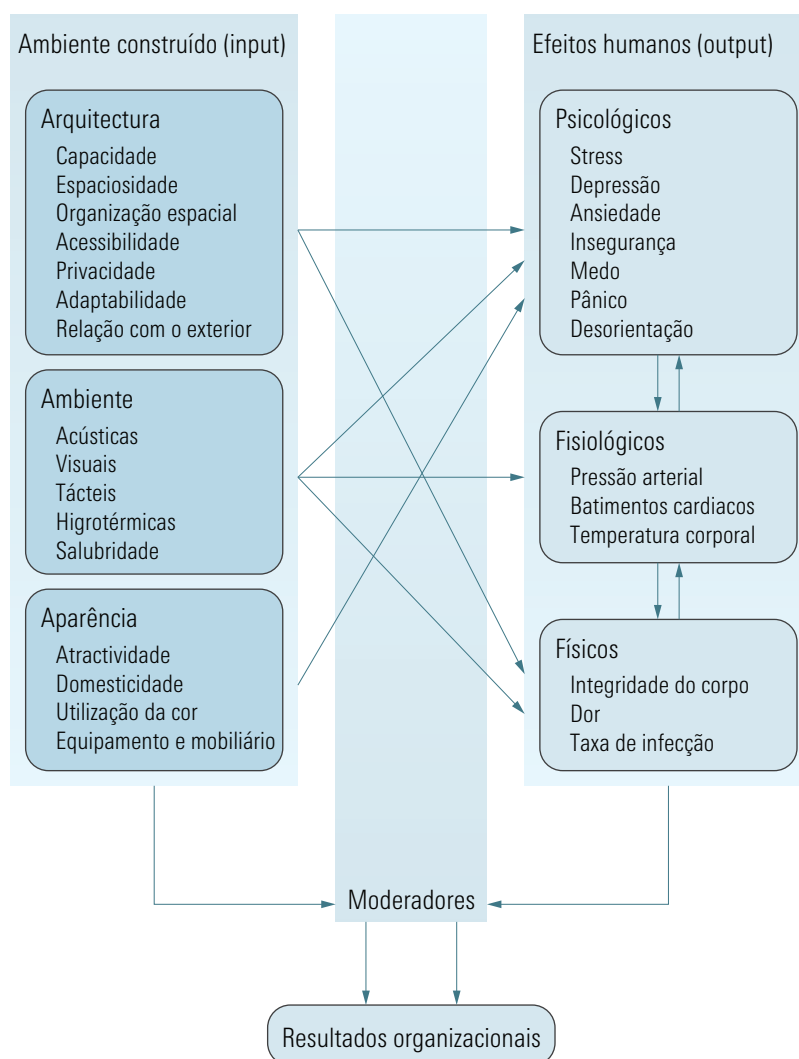 Ambiente construído (input)
Arquitectura
Capacidade
Espaciosidade
Organização espacial
Acessibilidade
Privacidade
Adaptabilidade
Relação com o exterior
Ambiente
Acústicas
Visuais
Tácteis
Higrotérmicas
Salubridade
Aparência
Atractividade
Domesticidade
Utilização da cor
Equipamento e mobiliário
Efeitos humanos (output)
Psicológicos
Stress
Depressão
Ansiedade
Insegurança
Medo
Pânico
Desorientação
Fisiológicos
Pressão arterial
Batimentos cardiacos
Temperatura corporal
Físicos
Integridade do corpo
Dor
Taxa de infecção
Moderadores
Resultados organizacionais